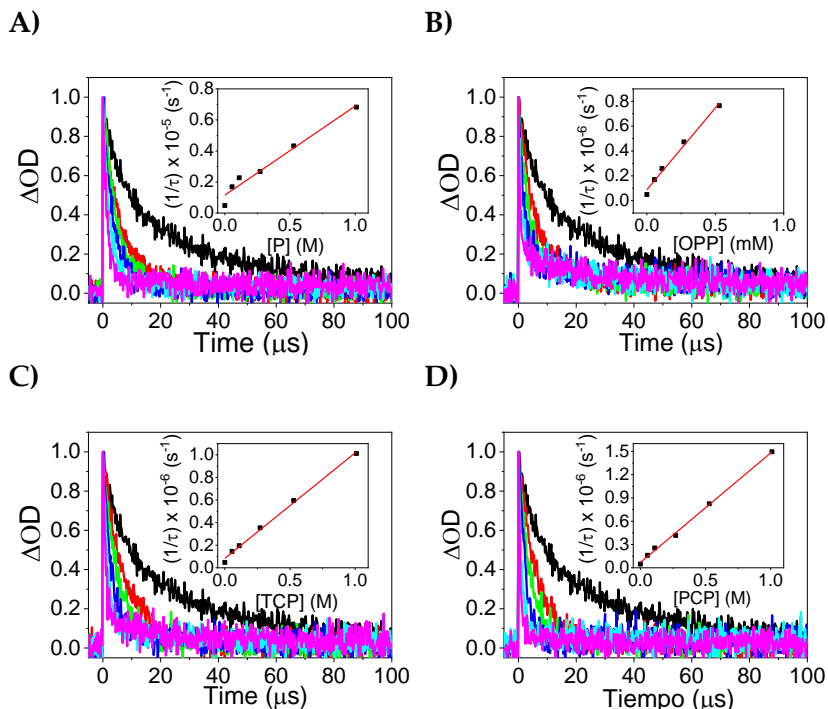 A)
1.0
0.8
0.6
0.4
0.2
0.0
ΔOD
0 20 40 60 80 100
Time (μs)
0.8
0.6
0.4
0.2
0.0
(1/τ) x 10⁻⁵ (s⁻¹)
0.0 0.5 1.0
[P] (M)
B)
1.0
0.8
0.6
0.4
0.2
0.0
ΔOD
0 20 40 60 80 100
Time (μs)
0.8
0.6
0.4
0.2
0.0
(1/τ) x 10⁻⁶ (s⁻¹)
0.0 0.5 1.0
[OPP] (mM)
C)
1.0
0.8
0.6
0.4
0.2
0.0
ΔOD
0 20 40 60 80 100
Time (μs)
1.0
0.8
0.6
0.4
0.2
0.0
(1/τ) x 10⁻⁶ (s⁻¹)
0.0 0.5 1.0
[TCP] (M)
D)
1.0
0.8
0.6
0.4
0.2
0.0
ΔOD
0 20 40 60 80 100
Tiempo (μs)
1.5
1.2
0.9
0.6
0.3
0.0
(1/τ) x 10⁻⁶ (s⁻¹)
0.0 0.5 1.0
[PCP] (M)